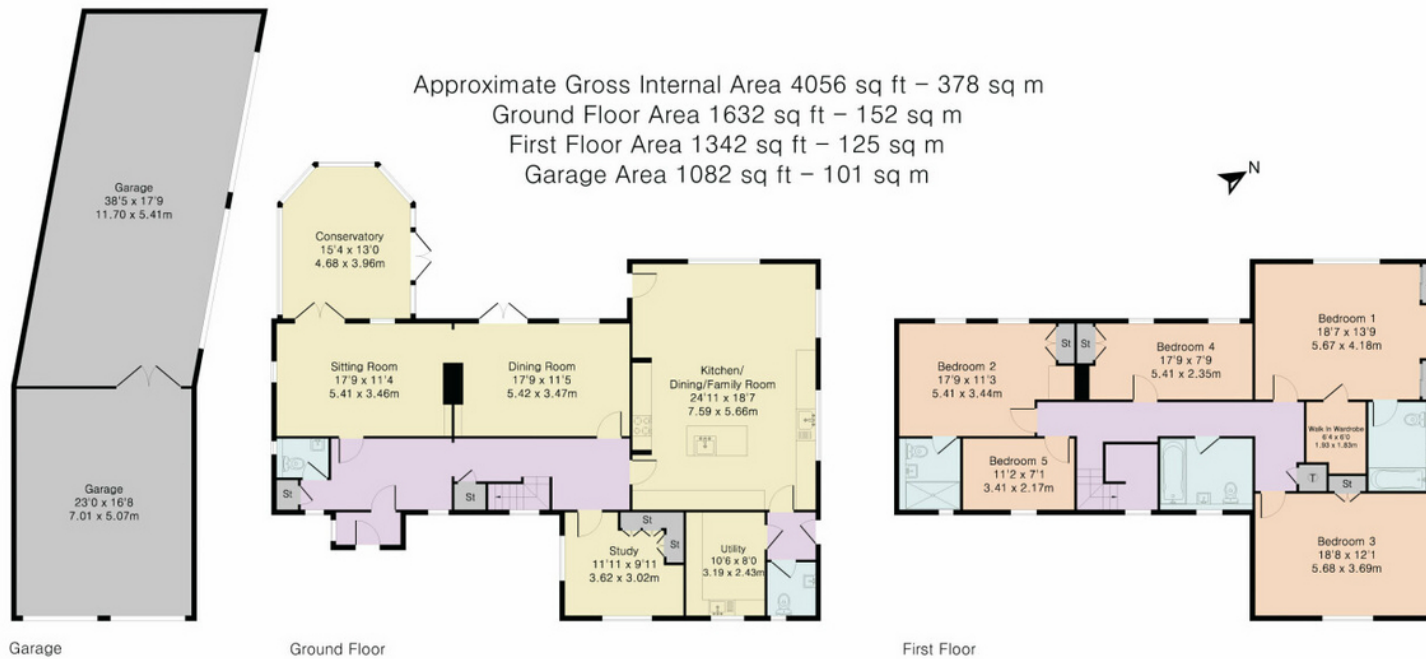 Approximate Gross Internal Area 4056 sq ft – 378 sq m
Ground Floor Area 1632 sq ft – 152 sq m
First Floor Area 1342 sq ft – 125 sq m
Garage Area 1082 sq ft – 101 sq m
N
Garage
38'5 x 17'9
11.70 x 5.41m
Garage
23'0 x 16'8
7.01 x 5.07m
Garage
Conservatory
15'4 x 13'0
4.68 x 3.96m
Sitting Room
17'9 x 11'4
5.41 x 3.46m
Dining Room
17'9 x 11'5
5.42 x 3.47m
Kitchen/
Dining/Family Room
24'11 x 18'7
7.59 x 5.66m
St
St
St
St
Study
11'11 x 9'11
3.62 x 3.02m
Utility
10'6 x 8'0
3.19 x 2.43m
Ground Floor
Bedroom 1
18'7 x 13'9
5.67 x 4.18m
St
St
Bedroom 2
17'9 x 11'3
5.41 x 3.44m
Bedroom 4
17'9 x 7'9
5.41 x 2.35m
Walk In Wardrobe
6'4 x 6'0
1.93 x 1.83m
Bedroom 5
11'2 x 7'1
3.41 x 2.17m
T
St
Bedroom 3
18'8 x 12'1
5.68 x 3.69m
First Floor